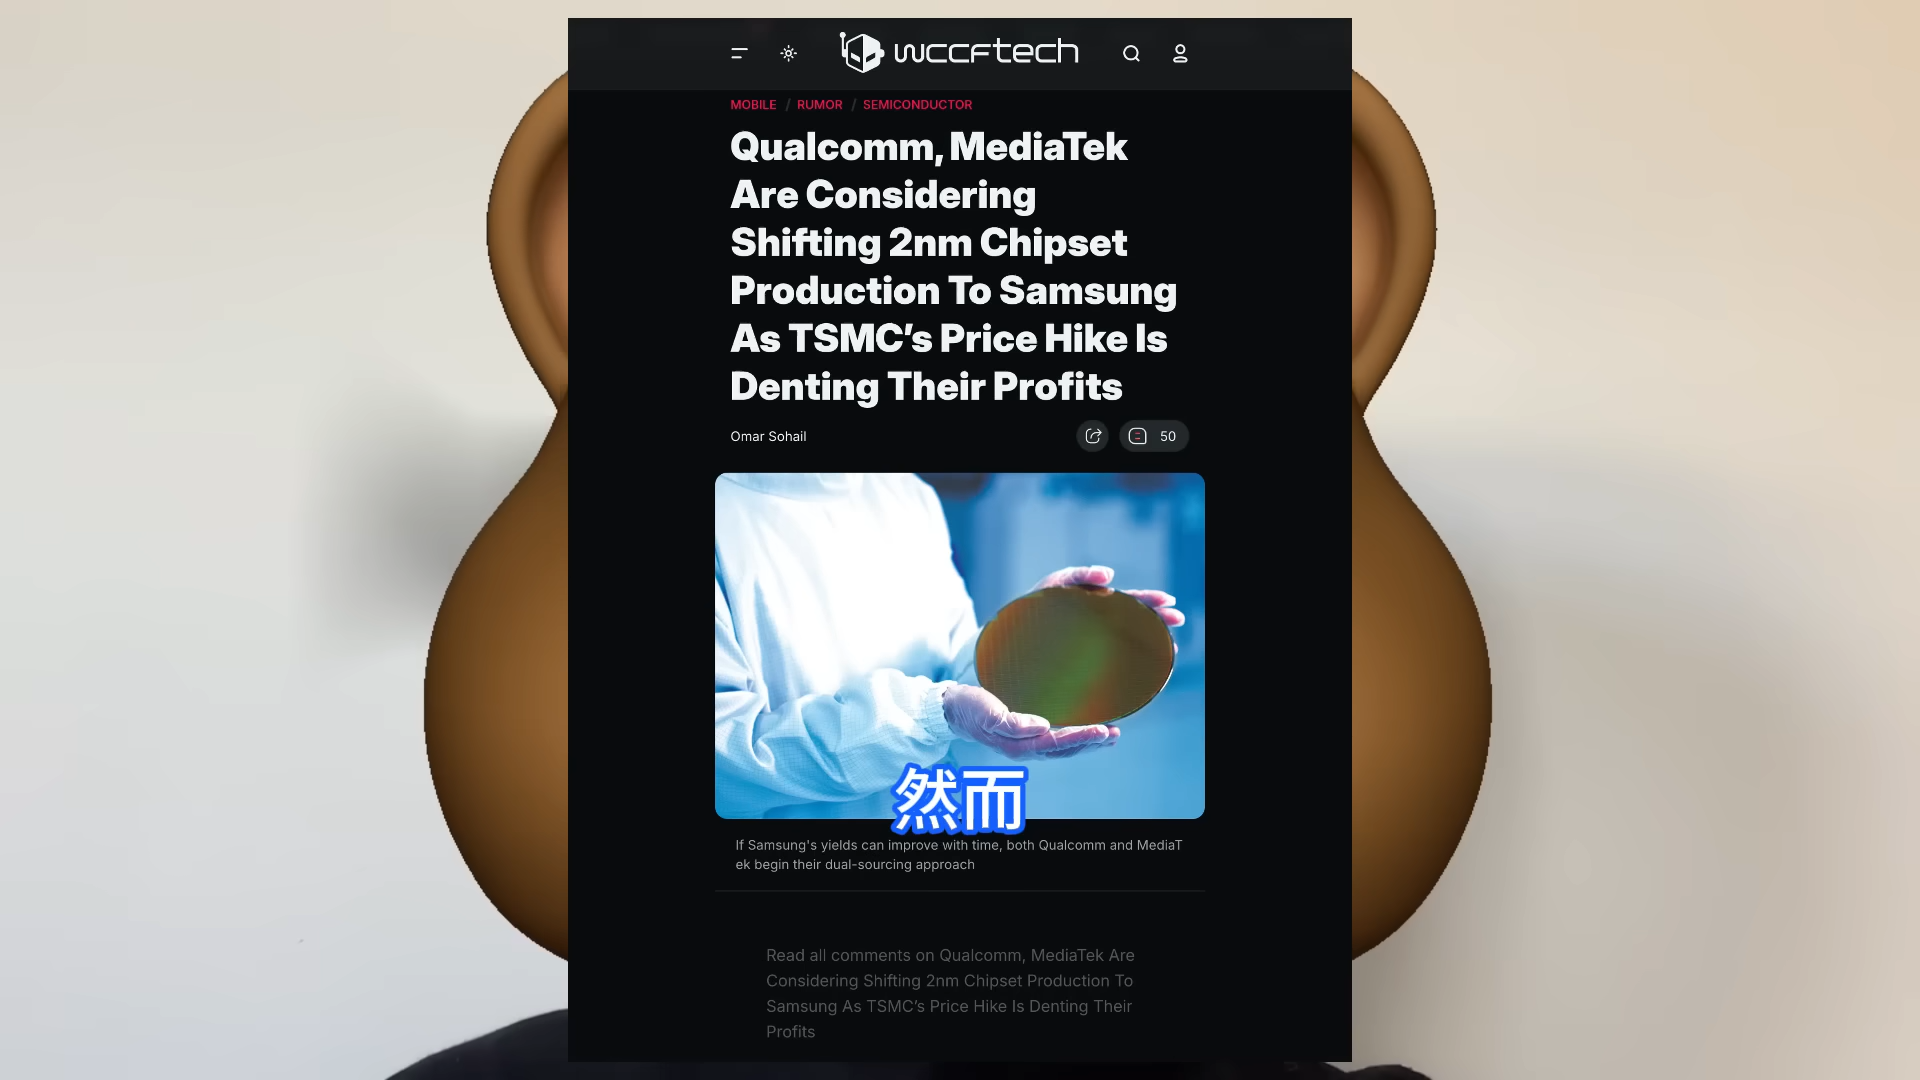 wccftech
MOBILE / RUMOR / SEMICONDUCTOR
Qualcomm, MediaTek
Are Considering
Shifting 2nm Chipset
Production To Samsung
As TSMC’s Price Hike Is
Denting Their Profits
Omar Sohail
50
然而
If Samsung's yields can improve with time, both Qualcomm and MediaT
ek begin their dual-sourcing approach
Read all comments on Qualcomm, MediaTek Are
Considering Shifting 2nm Chipset Production To
Samsung As TSMC’s Price Hike Is Denting Their
Profits